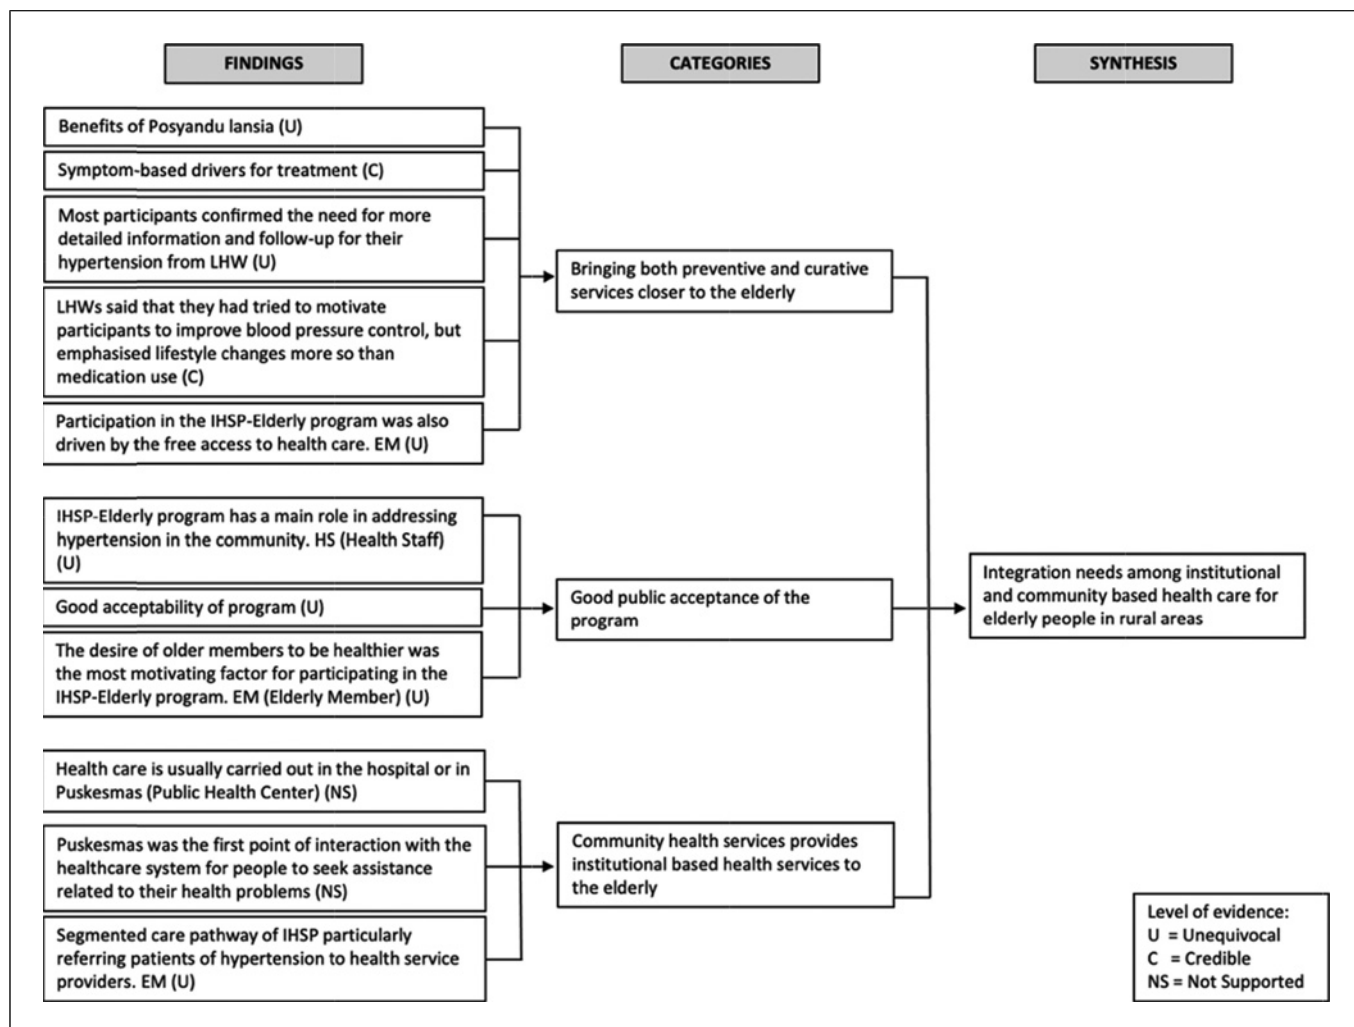 FINDINGS
CATEGORIES
SYNTHESIS
Benefits of Posyandu lansia (U)
Symptom-based drivers for treatment (C)
Most participants confirmed the need for more
detailed information and follow-up for their
hypertension from LHW (U)
LHWs said that they had tried to motivate
participants to improve blood pressure control, but
emphasised lifestyle changes more so than
medication use (C)
Participation in the IHSP-Elderly program was also
driven by the free access to health care. EM (U)
Bringing both preventive and curative
services closer to the elderly
IHSP-Elderly program has a main role in addressing
hypertension in the community. HS (Health Staff)
(U)
Good acceptability of program (U)
The desire of older members to be healthier was
the most motivating factor for participating in the
IHSP-Elderly program. EM (Elderly Member) (U)
Good public acceptance of the
program
Integration needs among institutional
and community based health care for
elderly people in rural areas
Health care is usually carried out in the hospital or in
Puskesmas (Public Health Center) (NS)
Puskesmas was the first point of interaction with the
healthcare system for people to seek assistance
related to their health problems (NS)
Segmented care pathway of IHSP particularly
referring patients of hypertension to health service
providers. EM (U)
Community health services provides
institutional based health services to
the elderly
Level of evidence:
U = Unequivocal
C = Credible
NS = Not Supported